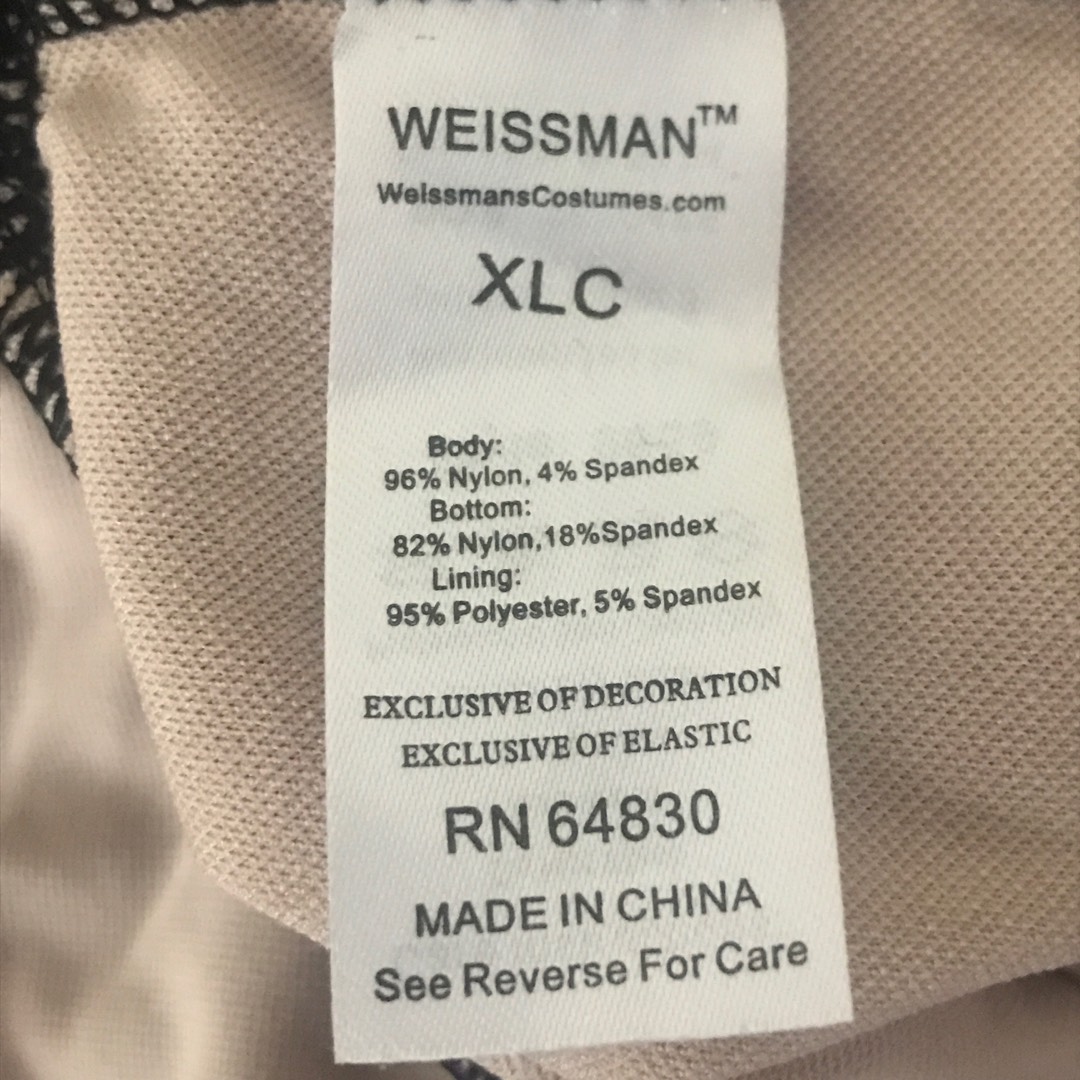 WEISSMAN™
WeissmansCostumes.com
XLC
Body:
96% Nylon, 4% Spandex
Bottom:
82% Nylon,18%Spandex
Lining:
95% Polyester, 5% Spandex
EXCLUSIVE OF DECORATION
EXCLUSIVE OF ELASTIC
RN 64830
MADE IN CHINA
See Reverse For Care